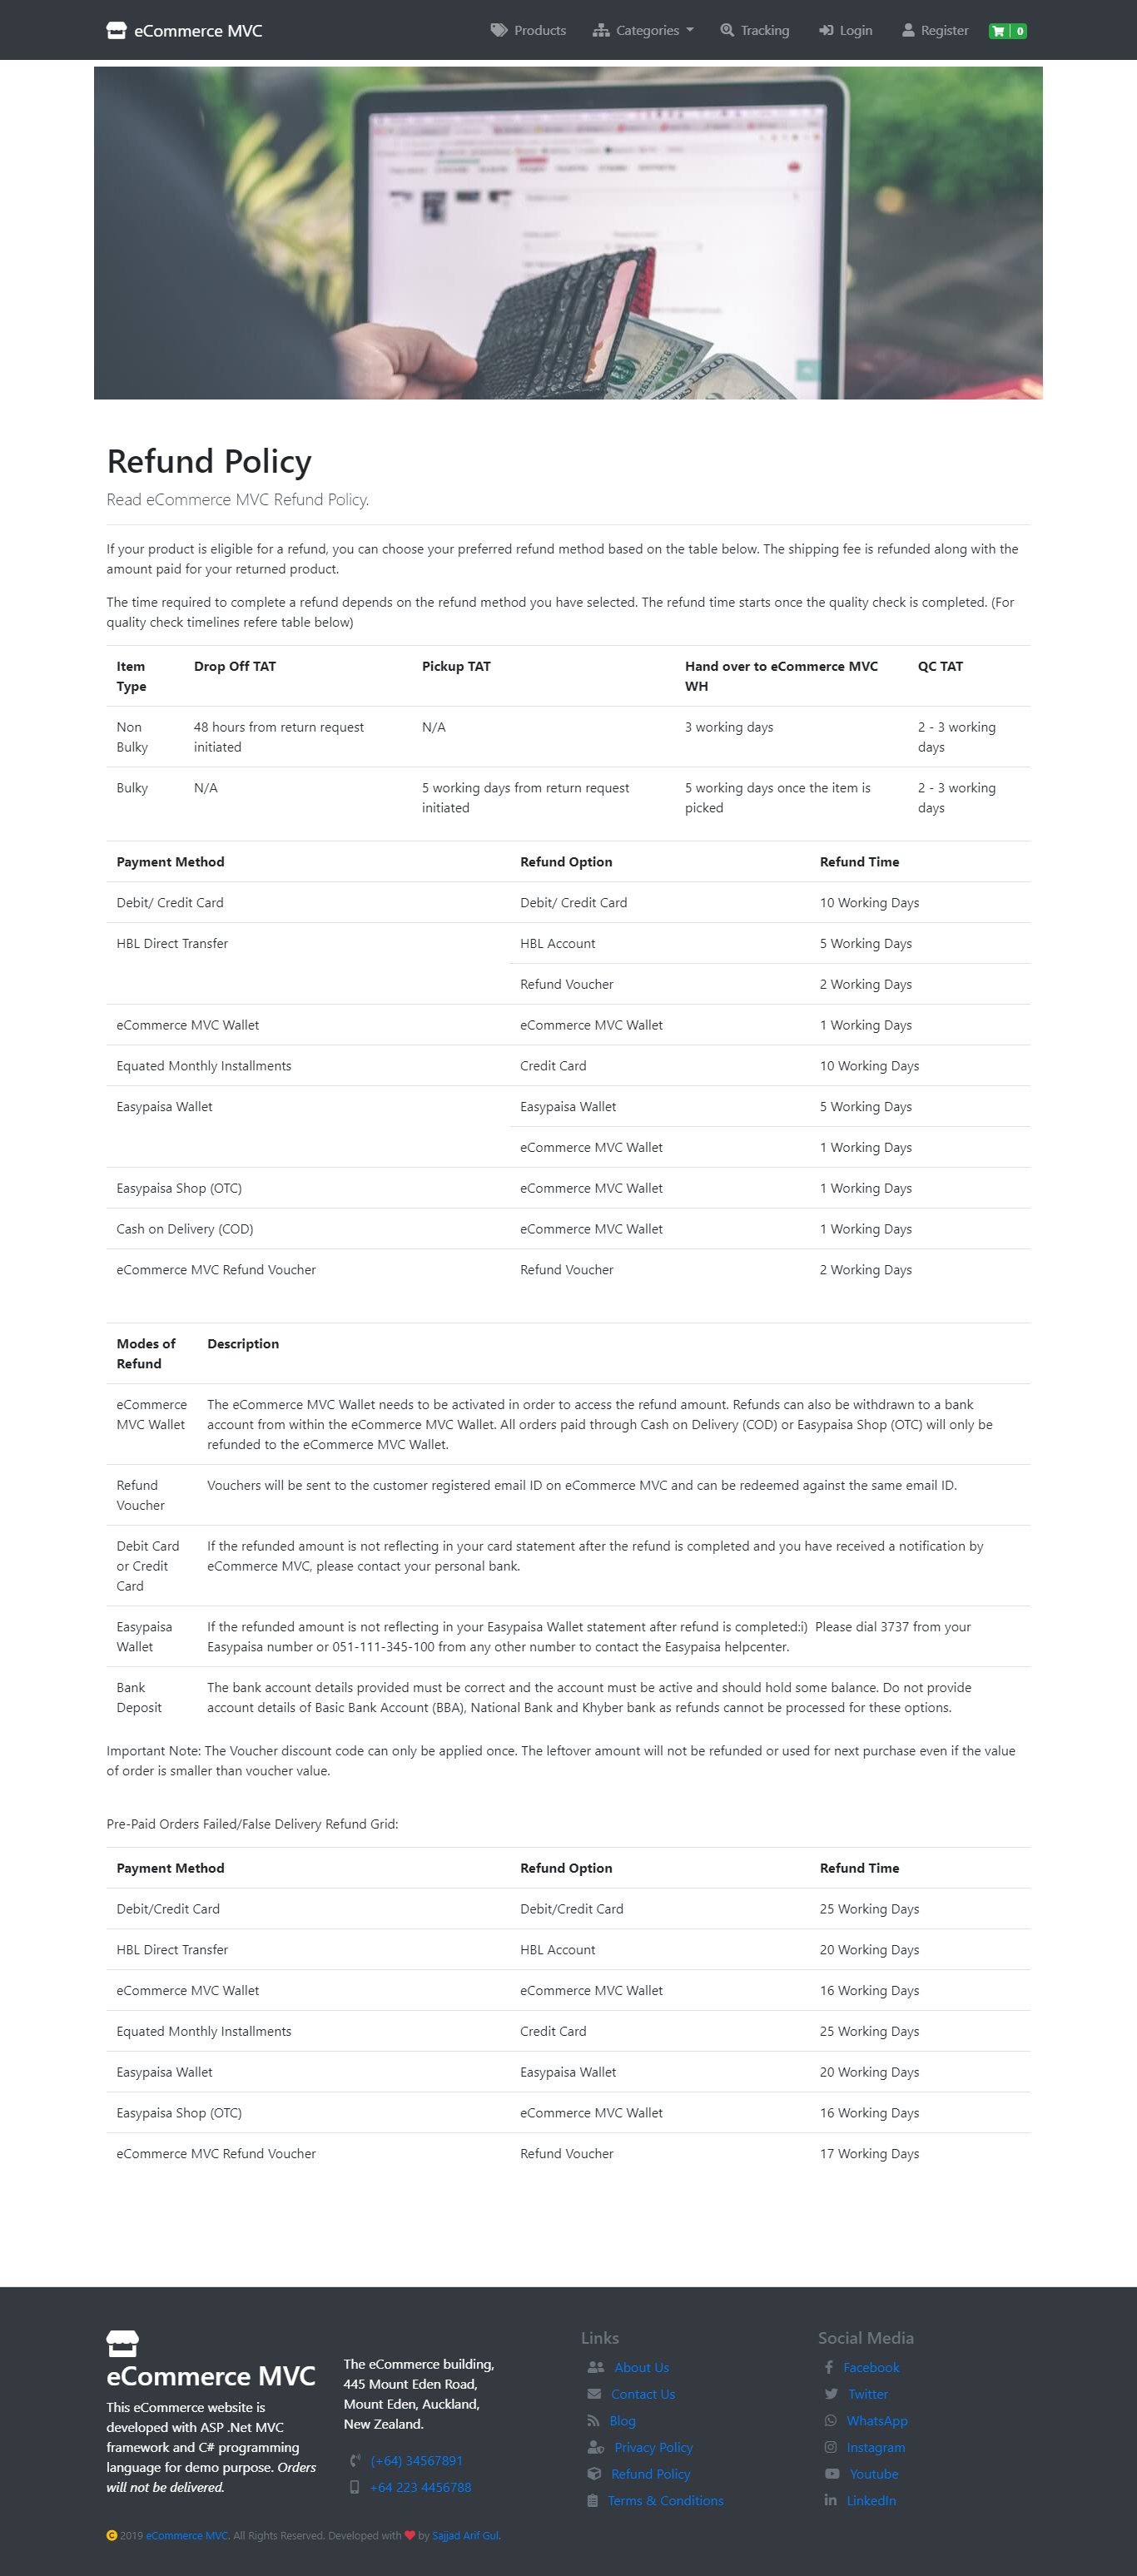 eCommerce MVC
Products
Categories
Tracking
Login
Register
0
Refund Policy
Read eCommerce MVC Refund Policy.
If your product is eligible for a refund, you can choose your preferred refund method based on the table below. The shipping fee is refunded along with the
amount paid for your returned product.
The time required to complete a refund depends on the refund method you have selected. The refund time starts once the quality check is completed. (For
quality check timelines refere table below)
Item
Type
Drop Off TAT
Pickup TAT
Hand over to eCommerce MVC
WH
QC TAT
Non
Bulky
48 hours from return request
initiated
N/A
3 working days
2 - 3 working
days
Bulky
N/A
5 working days from return request
initiated
5 working days once the item is
picked
2 - 3 working
days
Payment Method
Refund Option
Refund Time
Debit/ Credit Card
Debit/ Credit Card
10 Working Days
HBL Direct Transfer
HBL Account
5 Working Days
Refund Voucher
2 Working Days
eCommerce MVC Wallet
eCommerce MVC Wallet
1 Working Days
Equated Monthly Installments
Credit Card
10 Working Days
Easypaisa Wallet
Easypaisa Wallet
5 Working Days
eCommerce MVC Wallet
1 Working Days
Easypaisa Shop (OTC)
eCommerce MVC Wallet
1 Working Days
Cash on Delivery (COD)
eCommerce MVC Wallet
1 Working Days
eCommerce MVC Refund Voucher
Refund Voucher
2 Working Days
Modes of
Refund
Description
eCommerce
MVC Wallet
The eCommerce MVC Wallet needs to be activated in order to access the refund amount. Refunds can also be withdrawn to a bank
account from within the eCommerce MVC Wallet. All orders paid through Cash on Delivery (COD) or Easypaisa Shop (OTC) will only be
refunded to the eCommerce MVC Wallet.
Refund
Voucher
Vouchers will be sent to the customer registered email ID on eCommerce MVC and can be redeemed against the same email ID.
Debit Card
or Credit
Card
If the refunded amount is not reflecting in your card statement after the refund is completed and you have received a notification by
eCommerce MVC, please contact your personal bank.
Easypaisa
Wallet
If the refunded amount is not reflecting in your Easypaisa Wallet statement after refund is completed:i)  Please dial 3737 from your
Easypaisa number or 051-111-345-100 from any other number to contact the Easypaisa helpcenter.
Bank
Deposit
The bank account details provided must be correct and the account must be active and should hold some balance. Do not provide
account details of Basic Bank Account (BBA), National Bank and Khyber bank as refunds cannot be processed for these options.
Important Note: The Voucher discount code can only be applied once. The leftover amount will not be refunded or used for next purchase even if the value
of order is smaller than voucher value.
Pre-Paid Orders Failed/False Delivery Refund Grid:
Payment Method
Refund Option
Refund Time
Debit/Credit Card
Debit/Credit Card
25 Working Days
HBL Direct Transfer
HBL Account
20 Working Days
eCommerce MVC Wallet
eCommerce MVC Wallet
16 Working Days
Equated Monthly Installments
Credit Card
25 Working Days
Easypaisa Wallet
Easypaisa Wallet
20 Working Days
Easypaisa Shop (OTC)
eCommerce MVC Wallet
16 Working Days
eCommerce MVC Refund Voucher
Refund Voucher
17 Working Days
eCommerce MVC
This eCommerce website is
developed with ASP .Net MVC
framework and C# programming
language for demo purpose. Orders
will not be delivered.
The eCommerce building,
445 Mount Eden Road,
Mount Eden, Auckland,
New Zealand.
(+64) 34567891
+64 223 4456788
Links
About Us
Contact Us
Blog
Privacy Policy
Refund Policy
Terms & Conditions
Social Media
Facebook
Twitter
WhatsApp
Instagram
Youtube
LinkedIn
2019 eCommerce MVC. All Rights Reserved. Developed with by Sajjad Arif Gul.